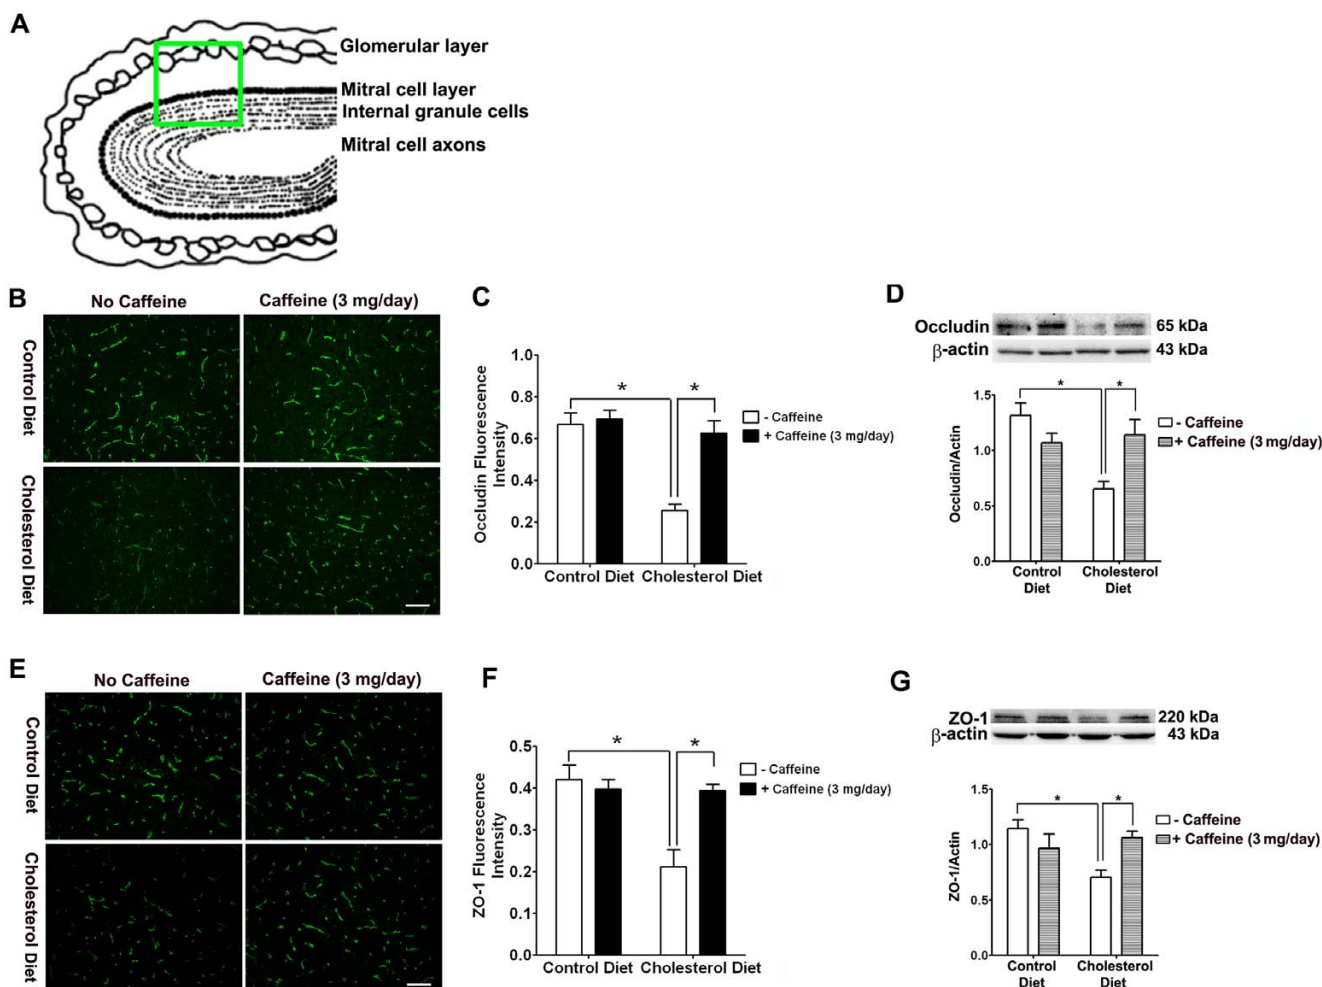 A
Glomerular layer
Mitral cell layer
Internal granule cells
Mitral cell axons
B
No Caffeine
Caffeine (3 mg/day)
Control Diet
Cholesterol Diet
C
Occludin Fluorescence
Intensity
1.0
0.8
0.6
0.4
0.2
0.0
*
*
Control Diet
Cholesterol Diet
- Caffeine
+ Caffeine (3 mg/day)
D
Occludin
65 kDa
β-actin
43 kDa
Occludin/Actin
1.5
1.0
0.5
0.0
*
*
Control
Diet
Cholesterol
Diet
- Caffeine
+ Caffeine (3 mg/day)
E
No Caffeine
Caffeine (3 mg/day)
Control Diet
Cholesterol Diet
F
ZO-1 Fluorescence
Intensity
0.5
0.4
0.3
0.2
0.1
0.0
*
*
Control Diet
Cholesterol Diet
- Caffeine
+ Caffeine (3 mg/day)
G
ZO-1
220 kDa
β-actin
43 kDa
ZO-1/Actin
1.5
1.0
0.5
0.0
*
*
Control
Diet
Cholesterol
Diet
- Caffeine
+ Caffeine (3 mg/day)